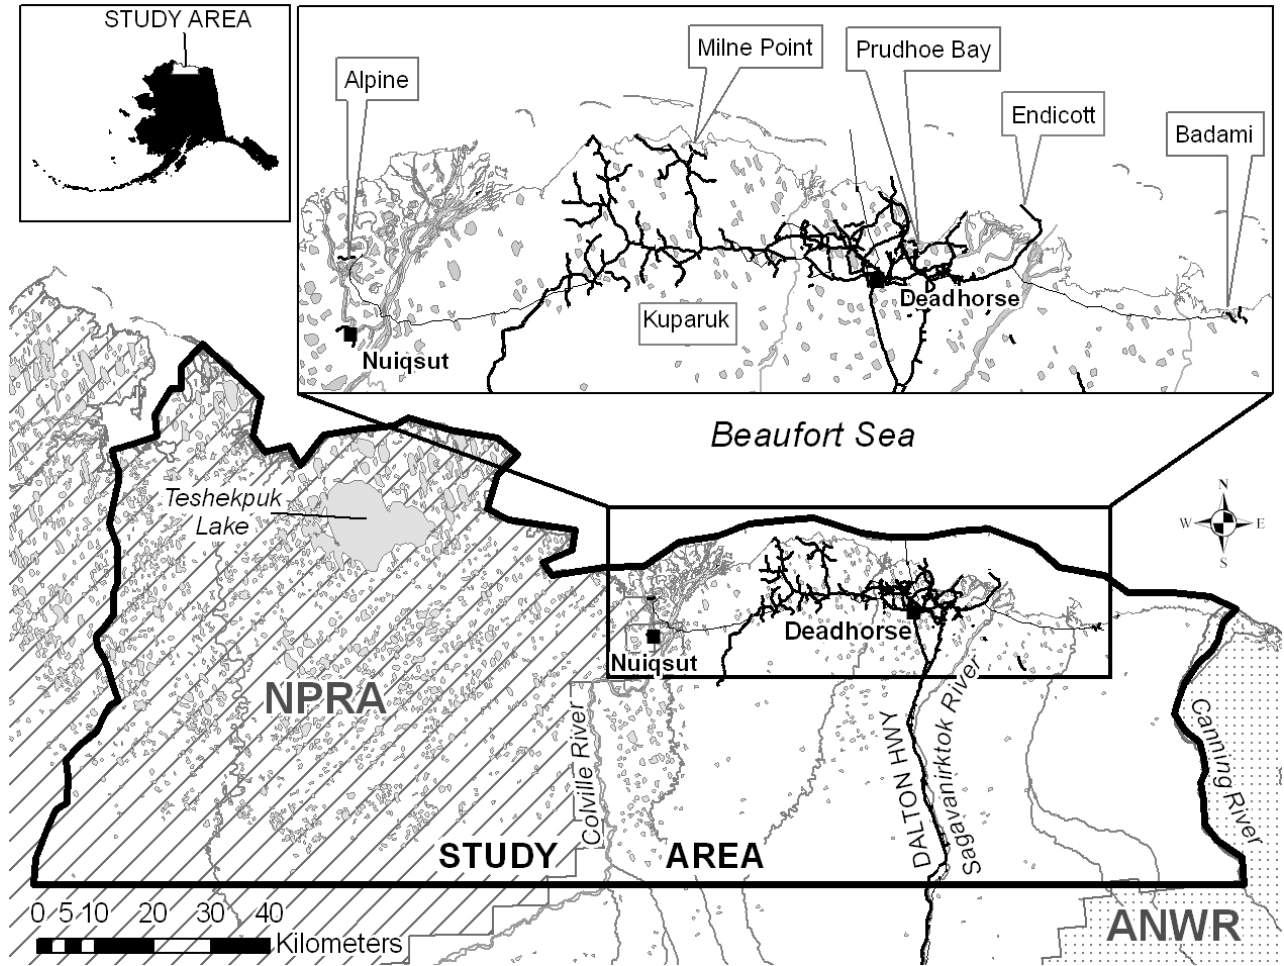 STUDY AREA
Alpine
Milne Point
Prudhoe Bay
Endicott
Badami
Deadhorse
Kuparuk
Nuiqsut
Beaufort Sea
Teshekpuk
Lake
N
W
E
S
Deadhorse
Nuiqsut
NPRA
Colville River
DALTON HWY
Sagavanirktok River
Canning River
STUDY AREA
ANWR
0 5 10 20 30 40
Kilometers